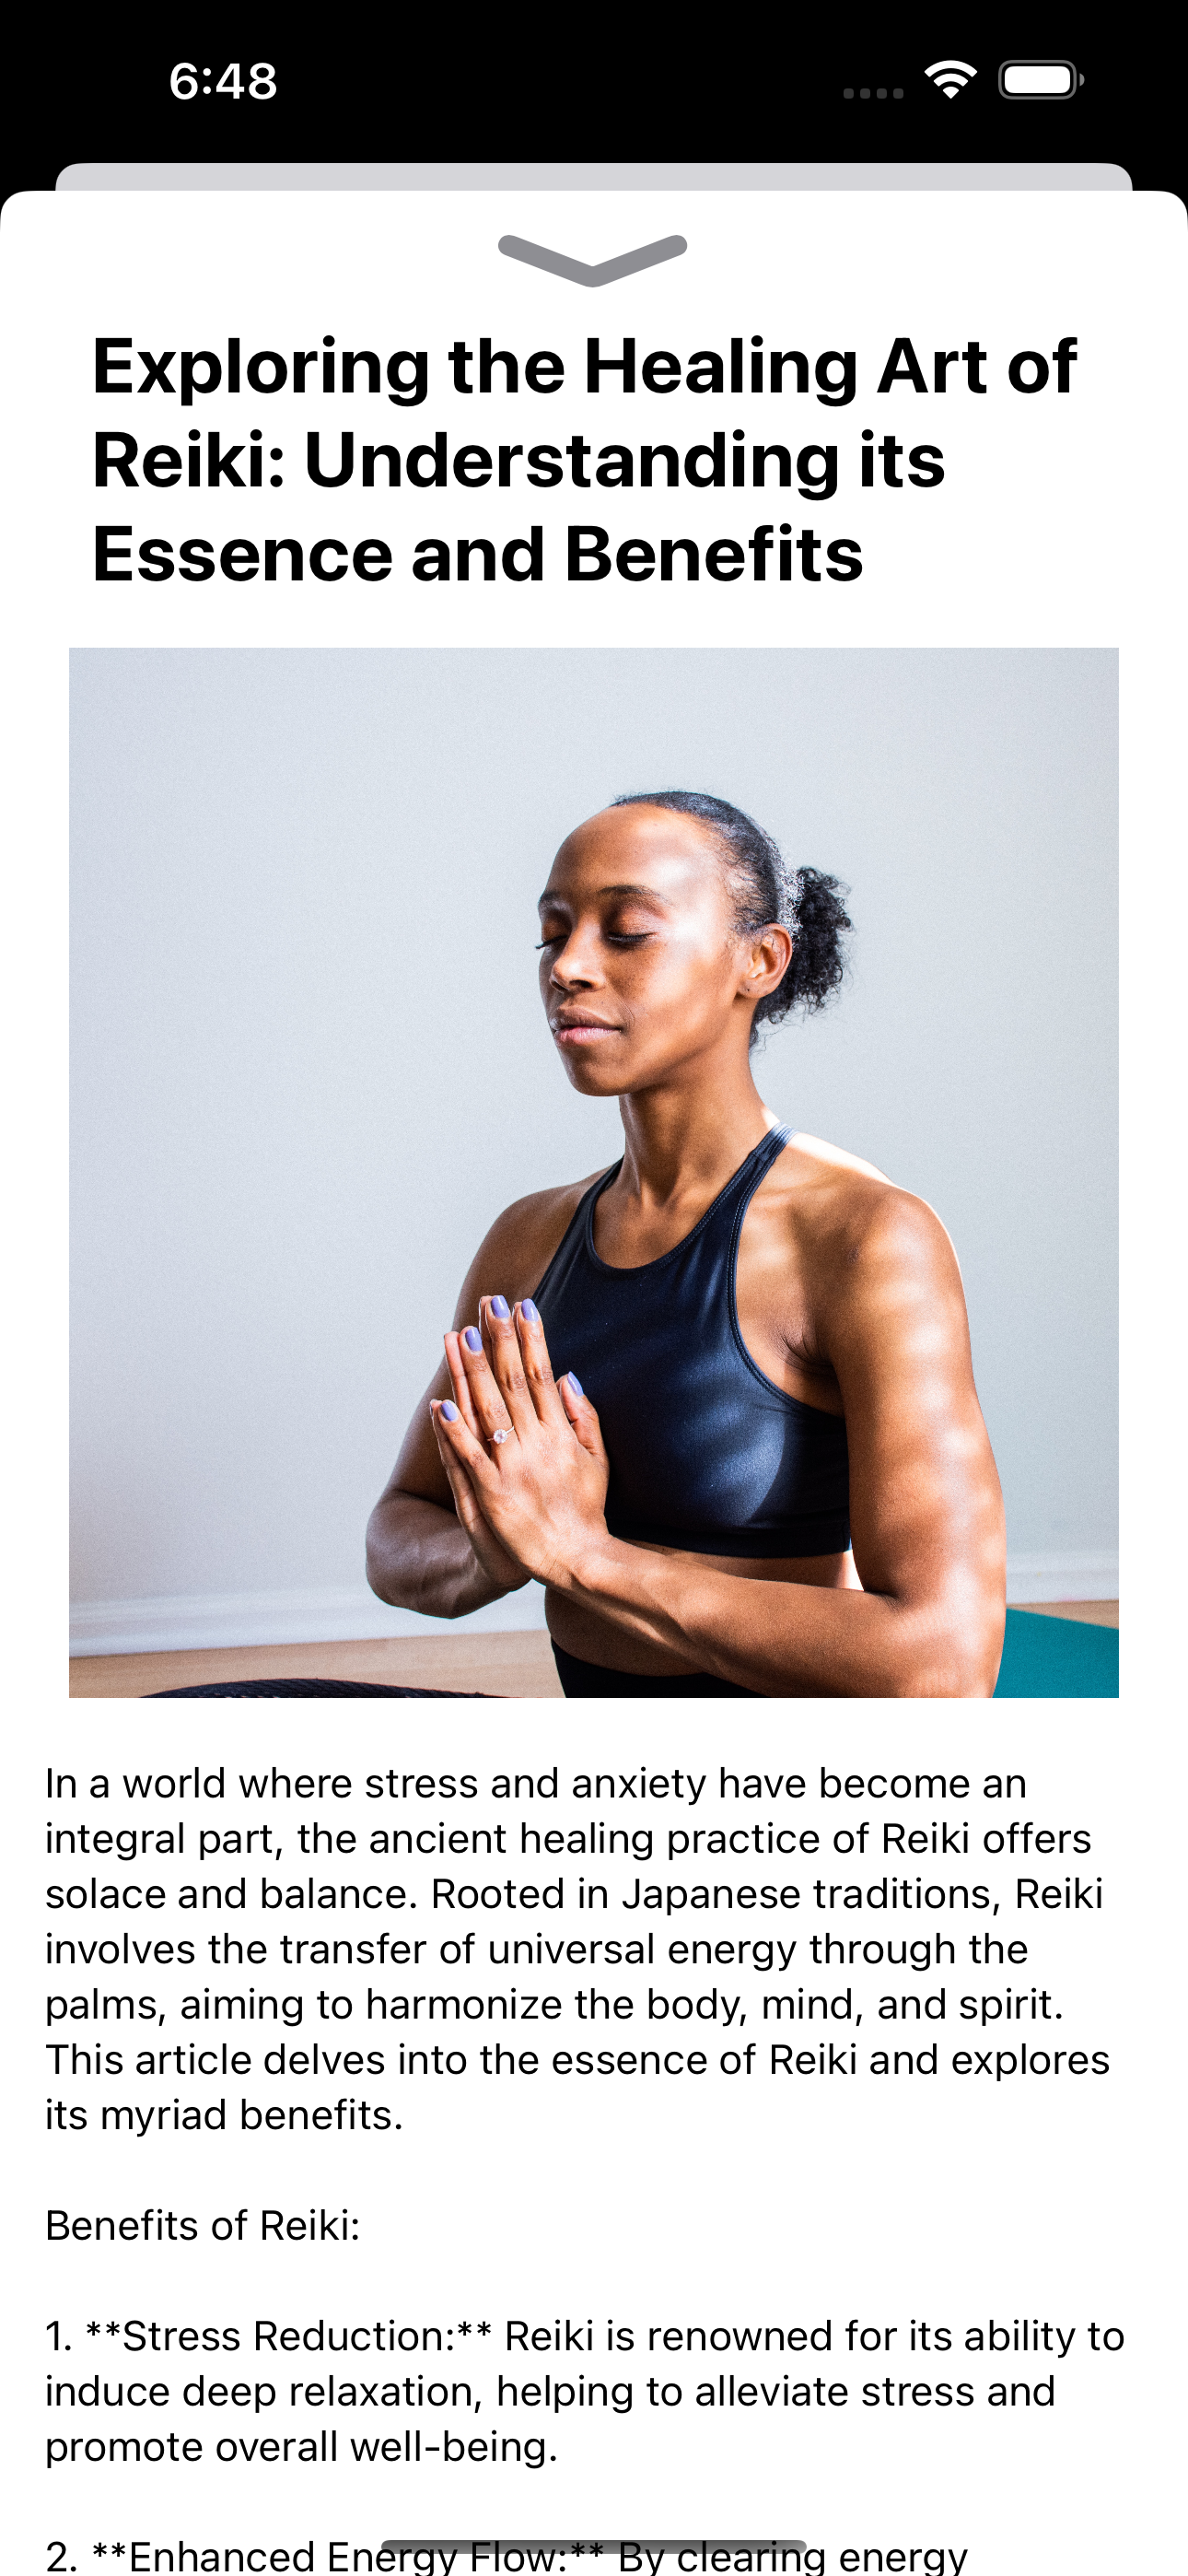 6:48
Exploring the Healing Art of
Reiki: Understanding its
Essence and Benefits
In a world where stress and anxiety have become an
integral part, the ancient healing practice of Reiki offers
solace and balance. Rooted in Japanese traditions, Reiki
involves the transfer of universal energy through the
palms, aiming to harmonize the body, mind, and spirit.
This article delves into the essence of Reiki and explores
its myriad benefits.
Benefits of Reiki:
1. **Stress Reduction:** Reiki is renowned for its ability to
induce deep relaxation, helping to alleviate stress and
promote overall well-being.
2. **Enhanced Energy Flow:** By clearing energy